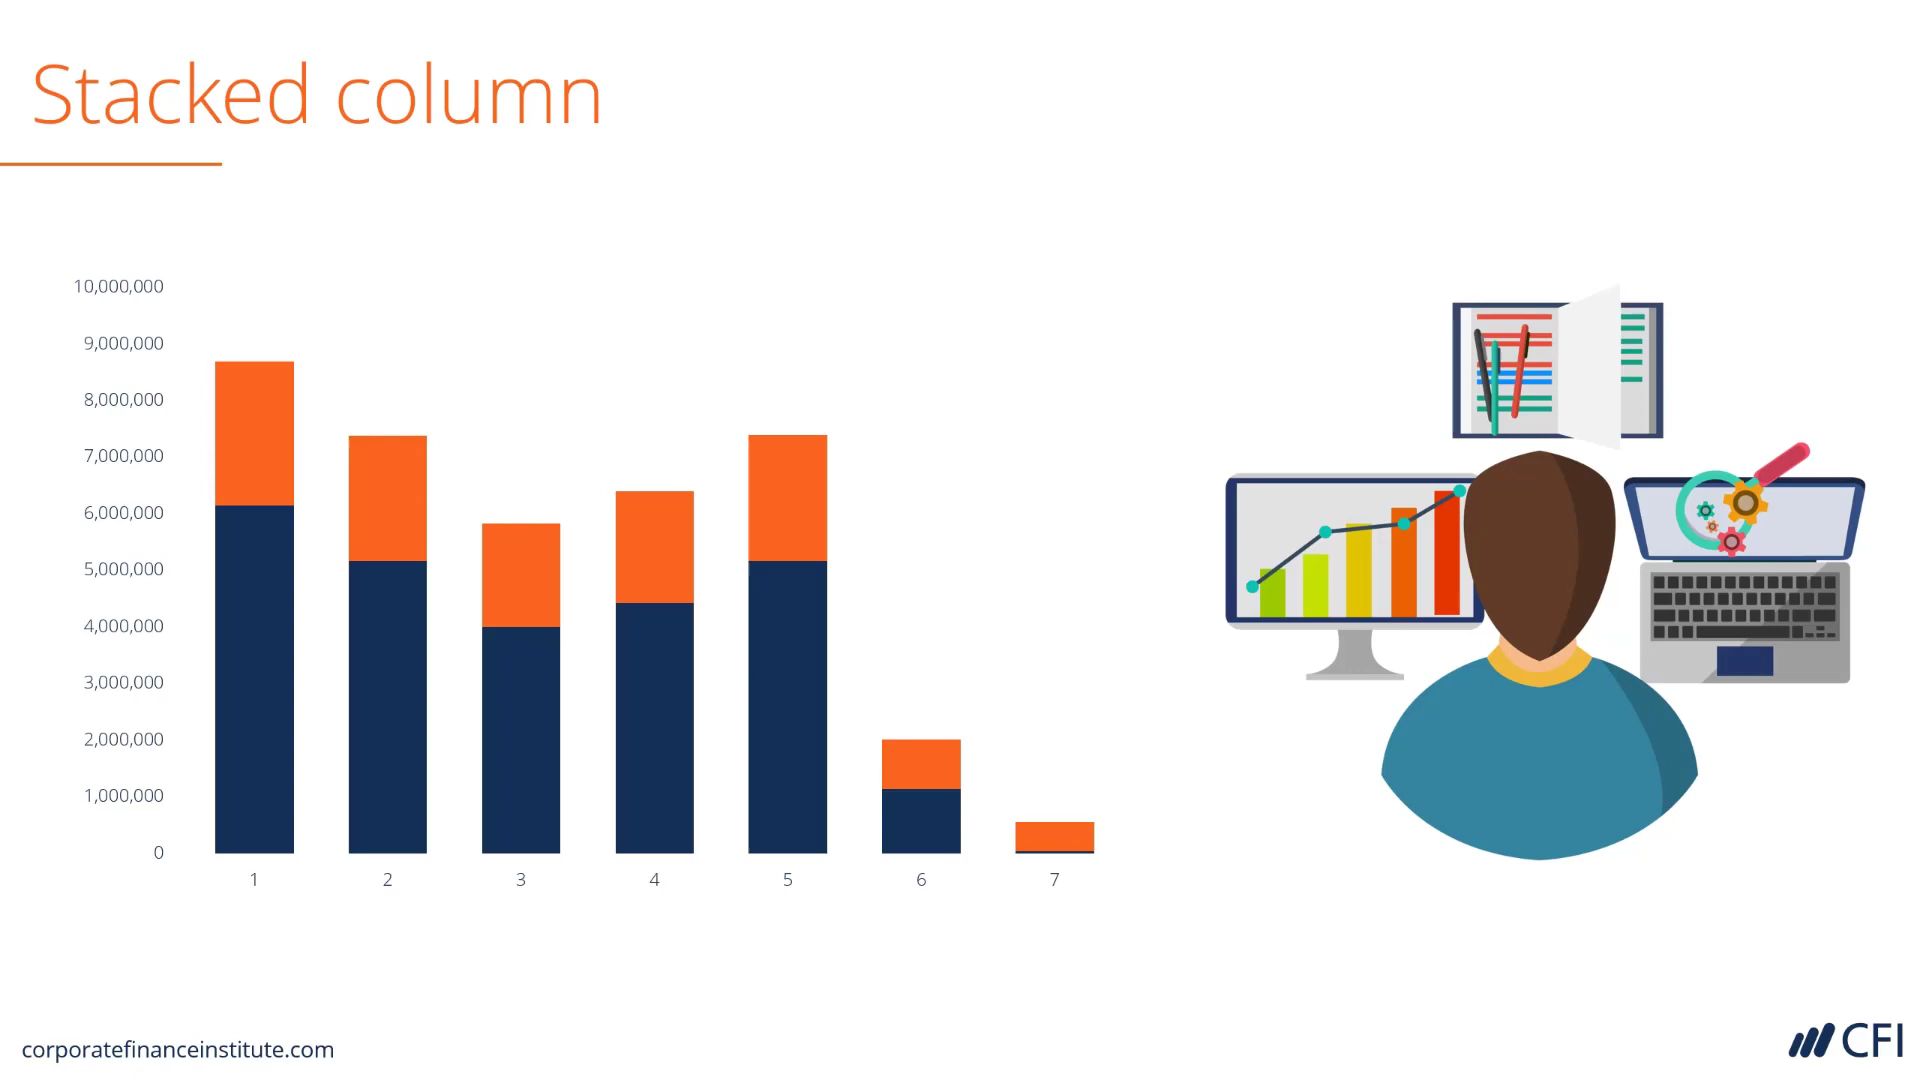 Stacked column
10,000,000
9,000,000
8,000,000
7,000,000
6,000,000
5,000,000
4,000,000
3,000,000
2,000,000
1,000,000
0
1 2 3 4 5 6 7
corporatefinanceinstitute.com
CFI